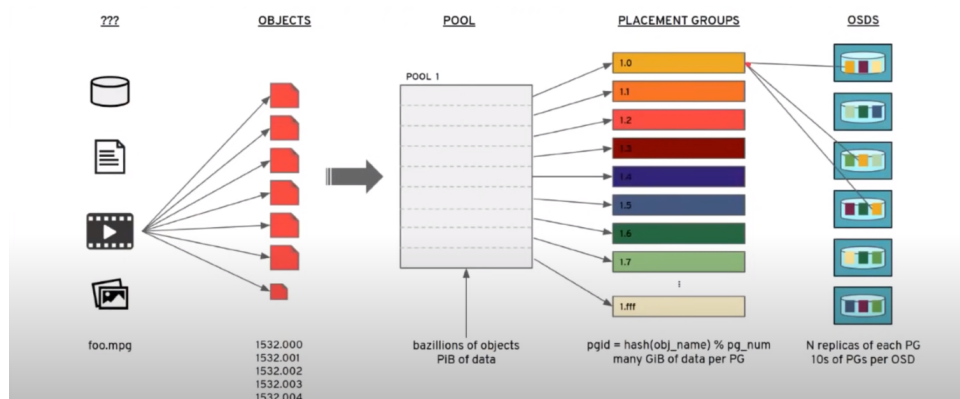 ???
OBJECTS
POOL
PLACEMENT GROUPS
OSDS
POOL 1
1.0
1.1
1.2
1.3
1.4
1.5
1.6
1.7
1.fff
foo.mpg
1532.000
1532.001
1532.002
1532.003
1532.004
bazillions of objects
PIB of data
pgid = hash(obj_name) % pg_num
many GiB of data per PG
N replicas of each PG
10s of PGs per OSD